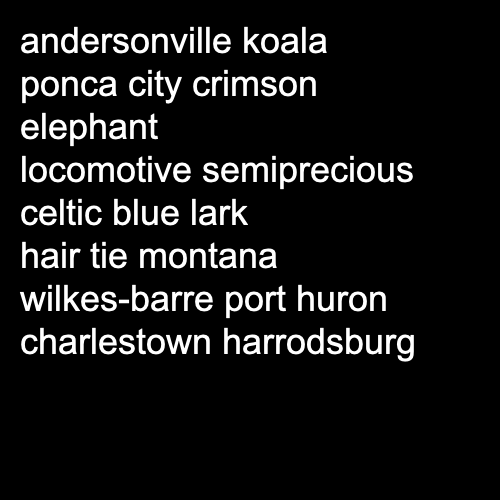 andersonville koala
ponca city crimson
elephant
locomotive semiprecious
celtic blue lark
hair tie montana
wilkes-barre port huron
charlestown harrodsburg